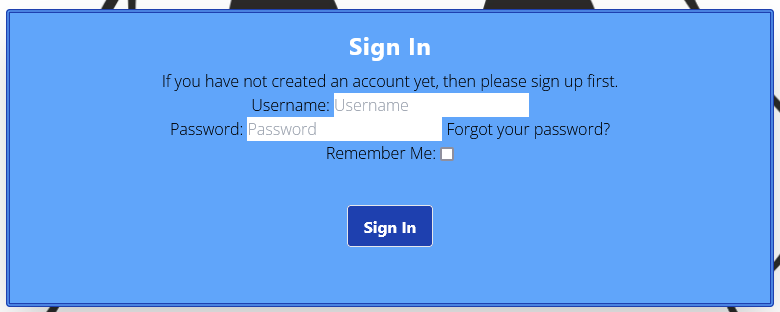 Sign In
If you have not created an account yet, then please sign up first.
Username: Username
Password: Password Forgot your password?
Remember Me:
Sign In